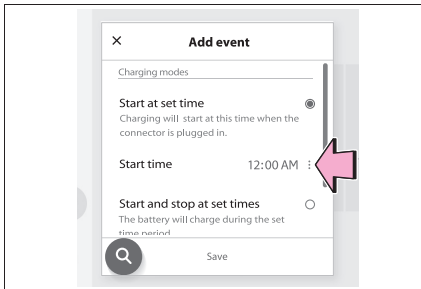 Add event
Charging modes
Start at set time
Charging will start at this time when the
connector is plugged in.
Start time 12:00 AM
Start and stop at set times
The battery will charge during the set
time period
Save